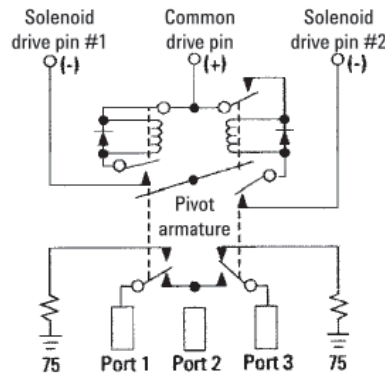 Solenoid Common Solenoid
drive pin #1 drive pin drive pin #2
(-) (+) (-)
Pivot
armature
75 Port 1 Port 2 Port 3 75